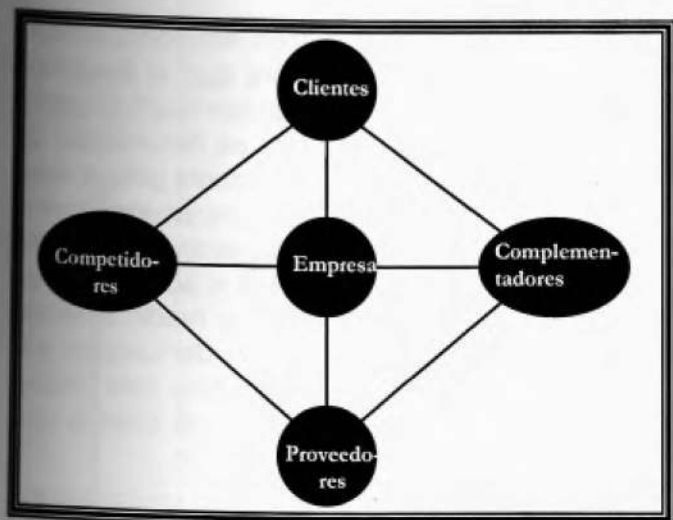 Clientes
Competido-
res
Empresa
Complemen-
tadores
Proveedo-
res